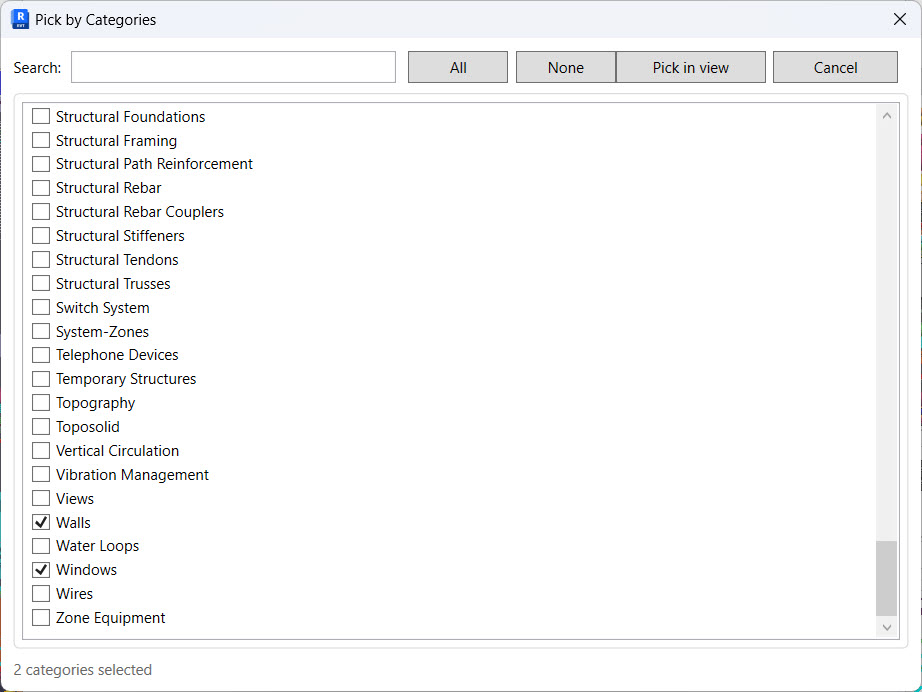 R
RVT
Pick by Categories
Search: All None Pick in view Cancel
Structural Foundations
Structural Framing
Structural Path Reinforcement
Structural Rebar
Structural Rebar Couplers
Structural Stiffeners
Structural Tendons
Structural Trusses
Switch System
System-Zones
Telephone Devices
Temporary Structures
Topography
Toposolid
Vertical Circulation
Vibration Management
Views
Walls
Water Loops
Windows
Wires
Zone Equipment
2 categories selected